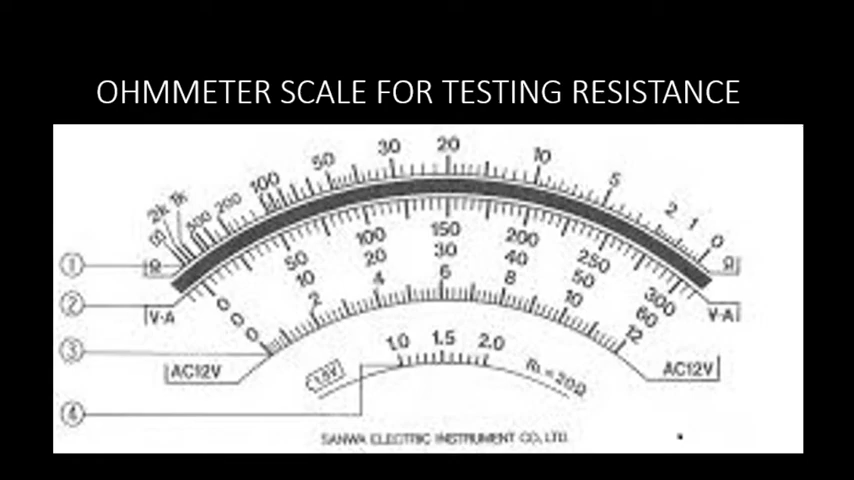 OHMMETER SCALE FOR TESTING RESISTANCE
∞ 2k 1k 500 200 100 50 30 20 10 5 2 1 0
① Ω Ω
0 50 100 150 200 250 300
② V·A V·A
0 10 20 30 40 50 60
0 2 4 6 8 10 12
③ AC12V AC12V
1.0 1.5 2.0
1.5V RL=20Ω
④
SANWA ELECTRIC INSTRUMENT CO., LTD.